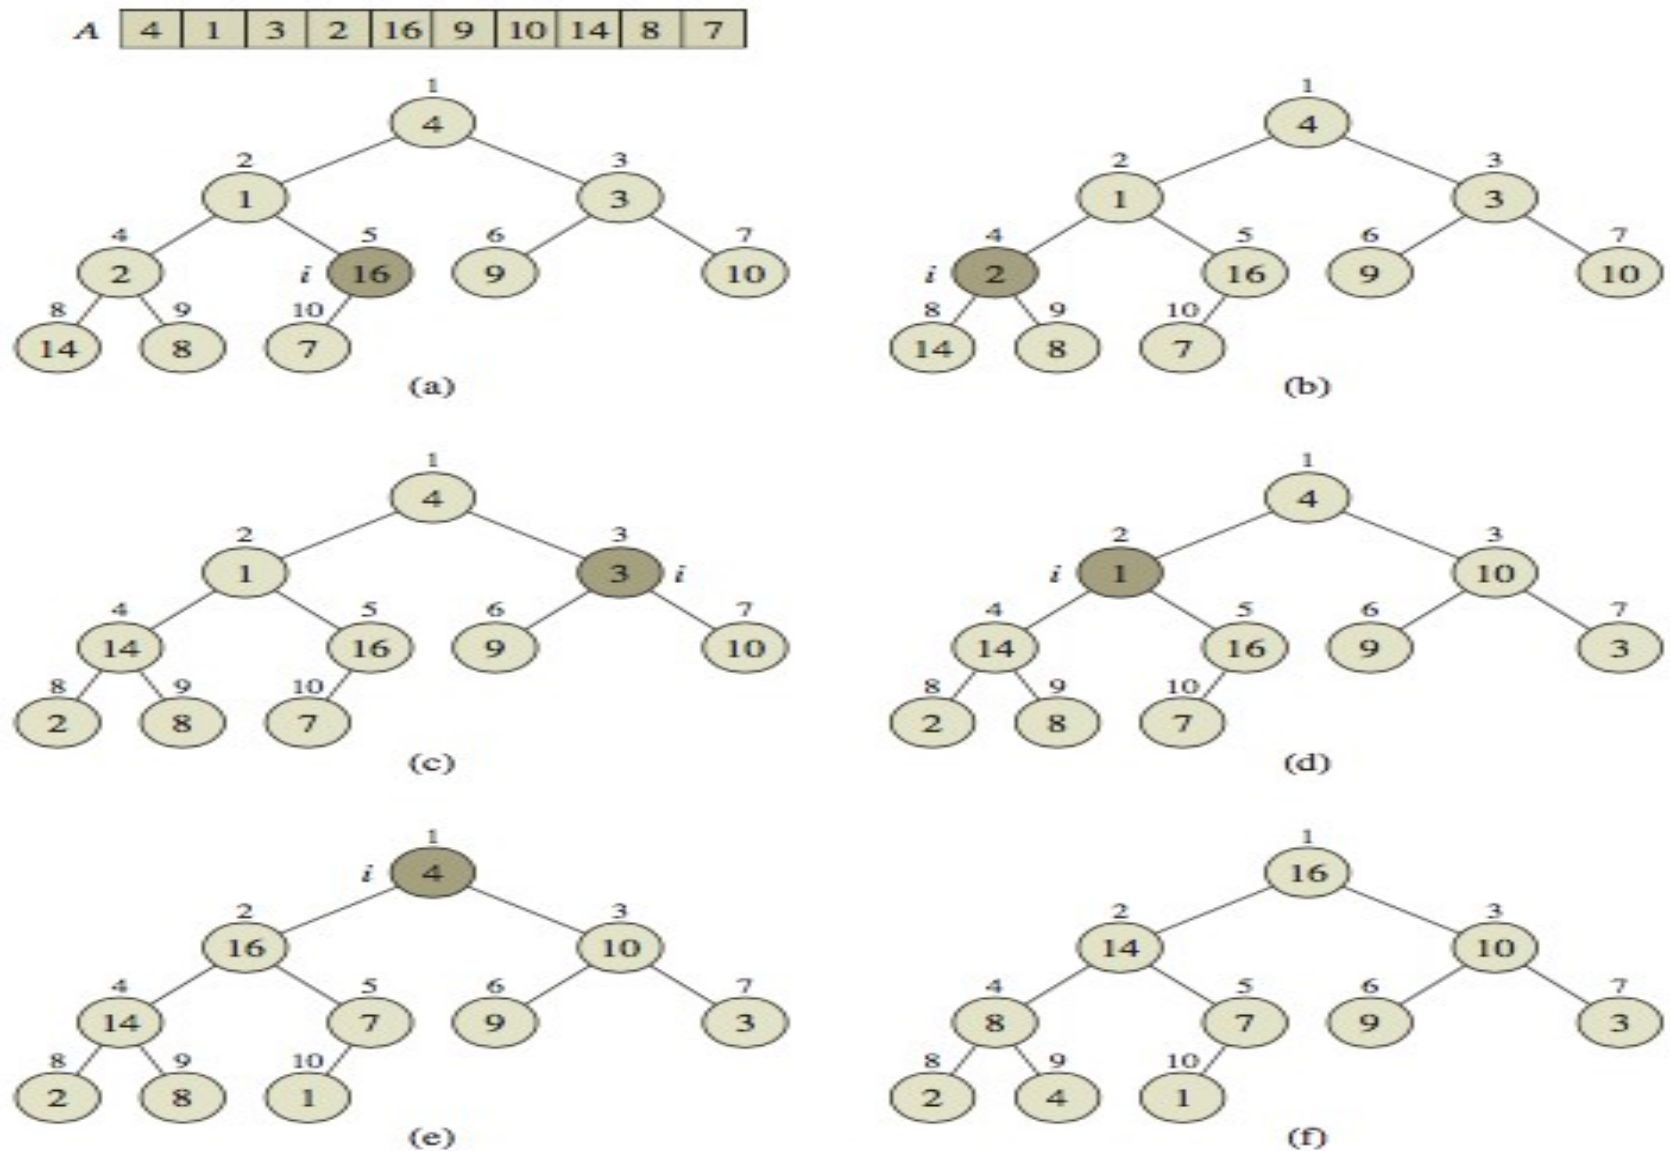 A 4 1 3 2 16 9 10 14 8 7
1 1
4 4
2 3 2 3
1 3 1 3
4 5 6 7 4 5 6 7
2 i 16 9 10 i 2 16 9 10
8 9 10 8 9 10
14 8 7 14 8 7
(a) (b)
1 1
4 4
2 3 2 3
1 3 i i 1 10
4 5 6 7 4 5 6 7
14 16 9 10 14 16 9 3
8 9 10 8 9 10
2 8 7 2 8 7
(c) (d)
1 1
i 4 16
2 3 2 3
16 10 14 10
4 5 6 7 4 5 6 7
14 7 9 3 8 7 9 3
8 9 10 8 9 10
2 8 1 2 4 1
(e) (f)